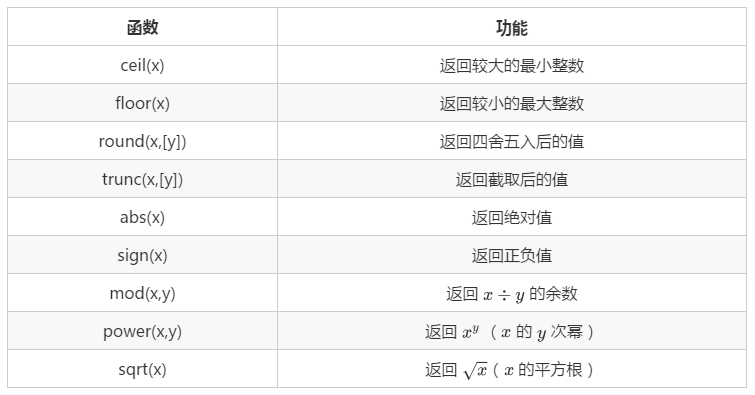 函数 功能
ceil(x) 返回较大的最小整数
floor(x) 返回较小的最大整数
round(x,[y]) 返回四舍五入后的值
trunc(x,[y]) 返回截取后的值
abs(x) 返回绝对值
sign(x) 返回正负值
mod(x,y) 返回 x ÷ y 的余数
power(x,y) 返回 x^y （ x 的 y 次幂 ）
sqrt(x) 返回 √x（ x 的平方根 ）